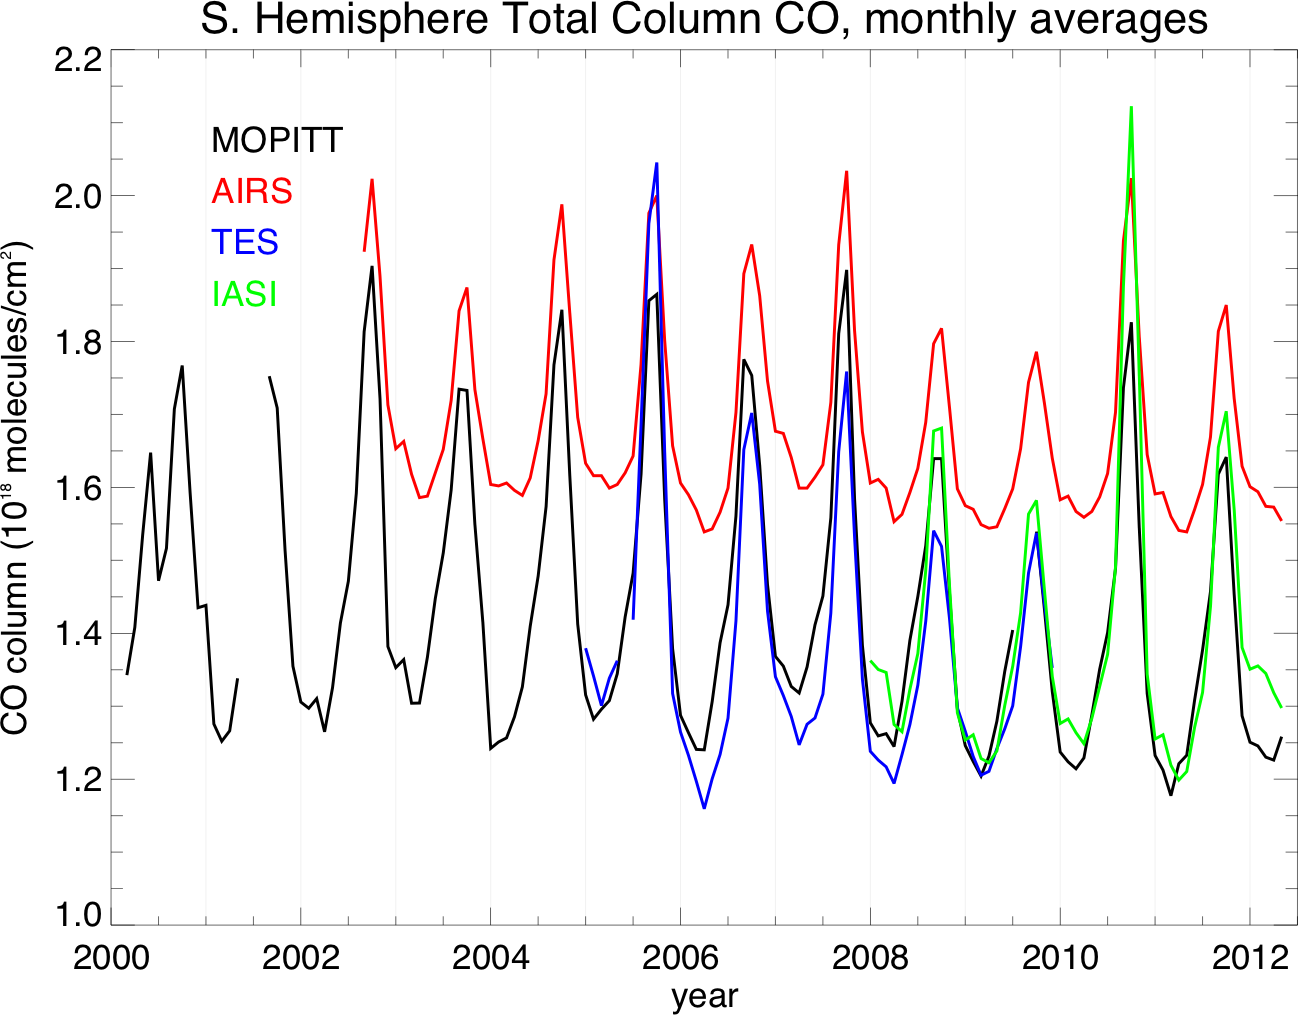 S. Hemisphere Total Column CO, monthly averages
2.2
2.0
1.8
1.6
1.4
1.2
1.0
CO column (10¹⁸ molecules/cm²)
MOPITT
AIRS
TES
IASI
2000 2002 2004 2006 2008 2010 2012
year